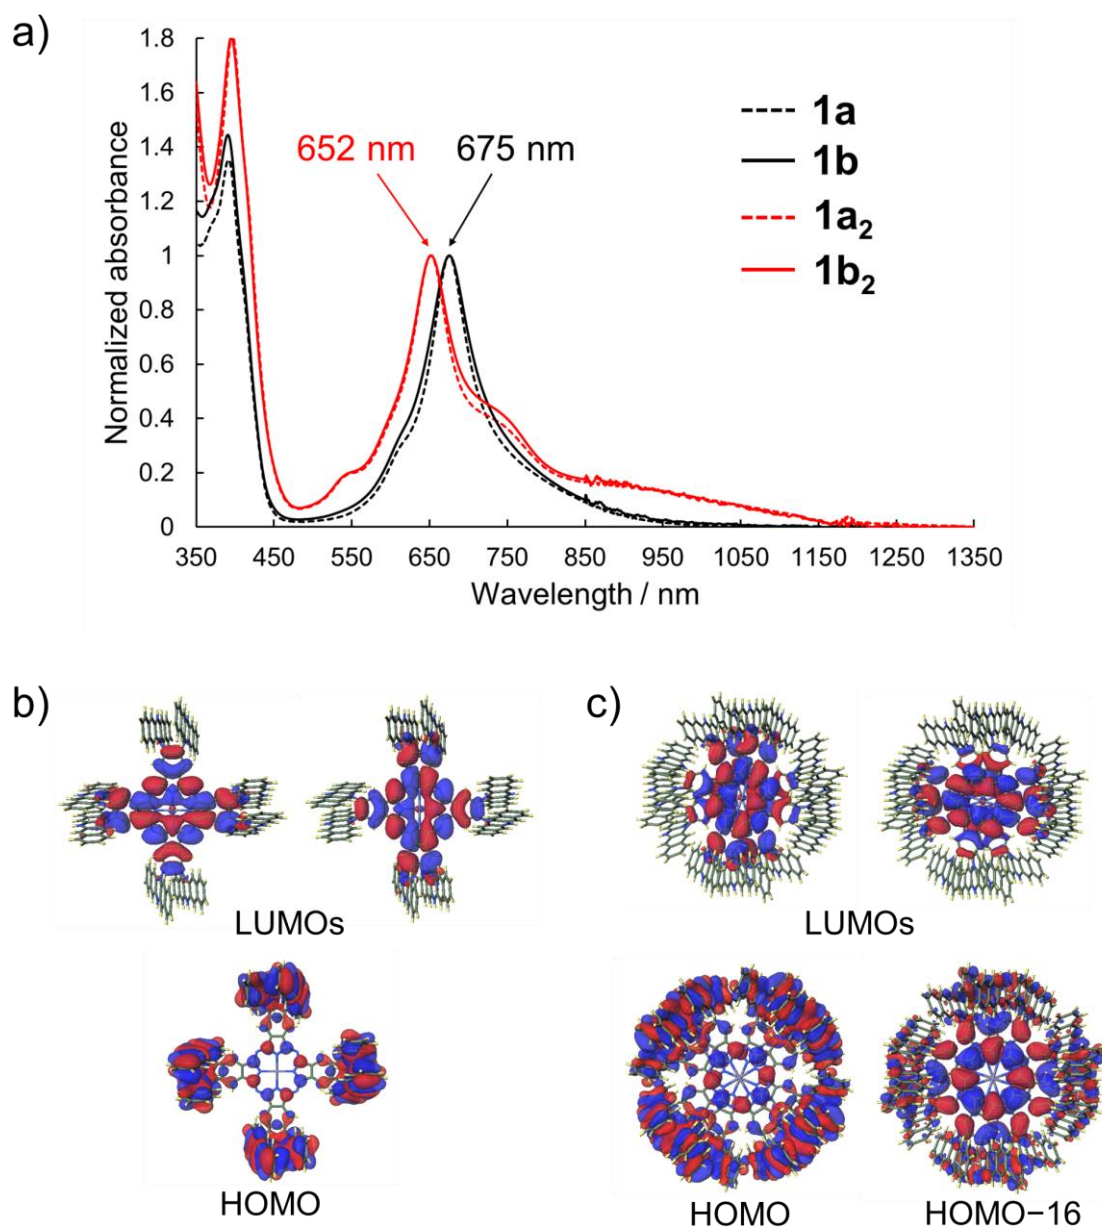 a)
1.8
1.6
1.4
1.2
1
0.8
0.6
0.4
0.2
0
Normalized absorbance
652 nm
675 nm
1a
1b
1a₂
1b₂
350 450 550 650 750 850 950 1050 1150 1250 1350
Wavelength / nm
b)
c)
LUMOs
LUMOs
HOMO
HOMO
HOMO−16